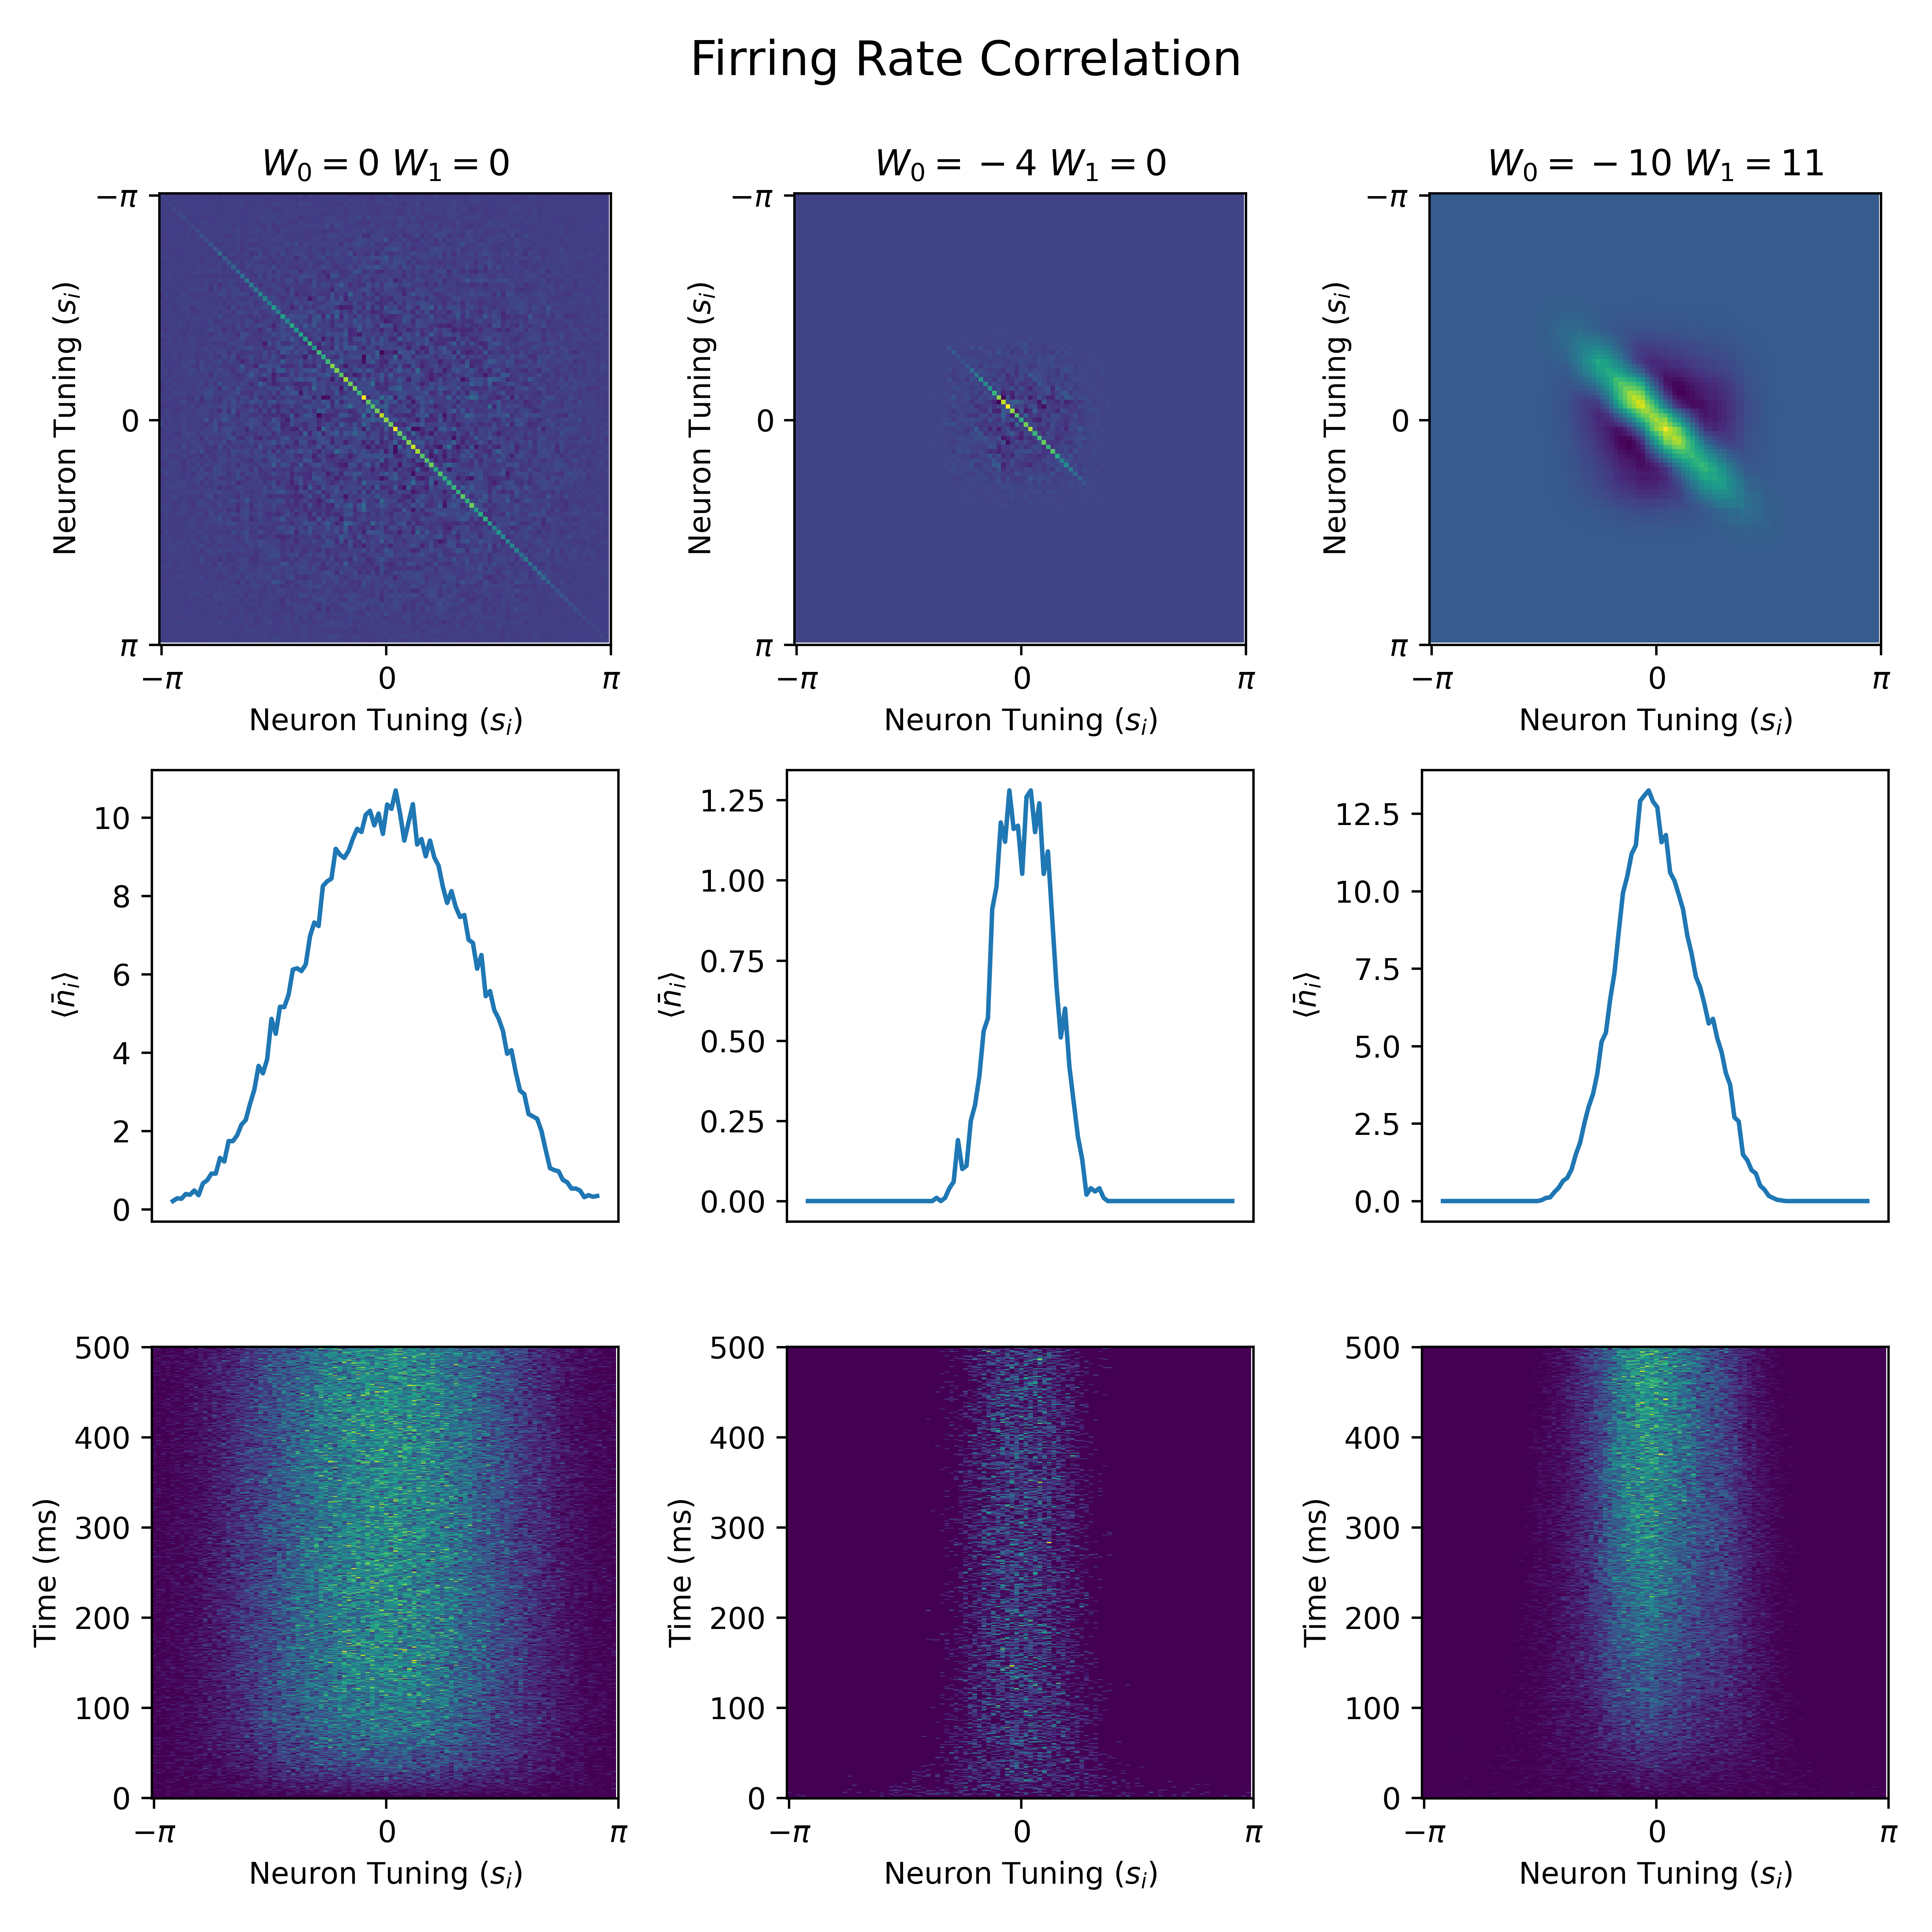 Firring Rate Correlation
W₀ = 0 W₁ = 0
W₀ = −4 W₁ = 0
W₀ = −10 W₁ = 11
−π
0
π
Neuron Tuning (sᵢ)
−π 0 π
Neuron Tuning (sᵢ)
−π
0
π
Neuron Tuning (sᵢ)
−π 0 π
Neuron Tuning (sᵢ)
−π
0
π
Neuron Tuning (sᵢ)
−π 0 π
Neuron Tuning (sᵢ)
10
8
6
4
2
0
⟨n̄ᵢ⟩
1.25
1.00
0.75
0.50
0.25
0.00
⟨n̄ᵢ⟩
12.5
10.0
7.5
5.0
2.5
0.0
⟨n̄ᵢ⟩
500
400
300
200
100
0
Time (ms)
−π 0 π
Neuron Tuning (sᵢ)
500
400
300
200
100
0
Time (ms)
−π 0 π
Neuron Tuning (sᵢ)
500
400
300
200
100
0
Time (ms)
−π 0 π
Neuron Tuning (sᵢ)